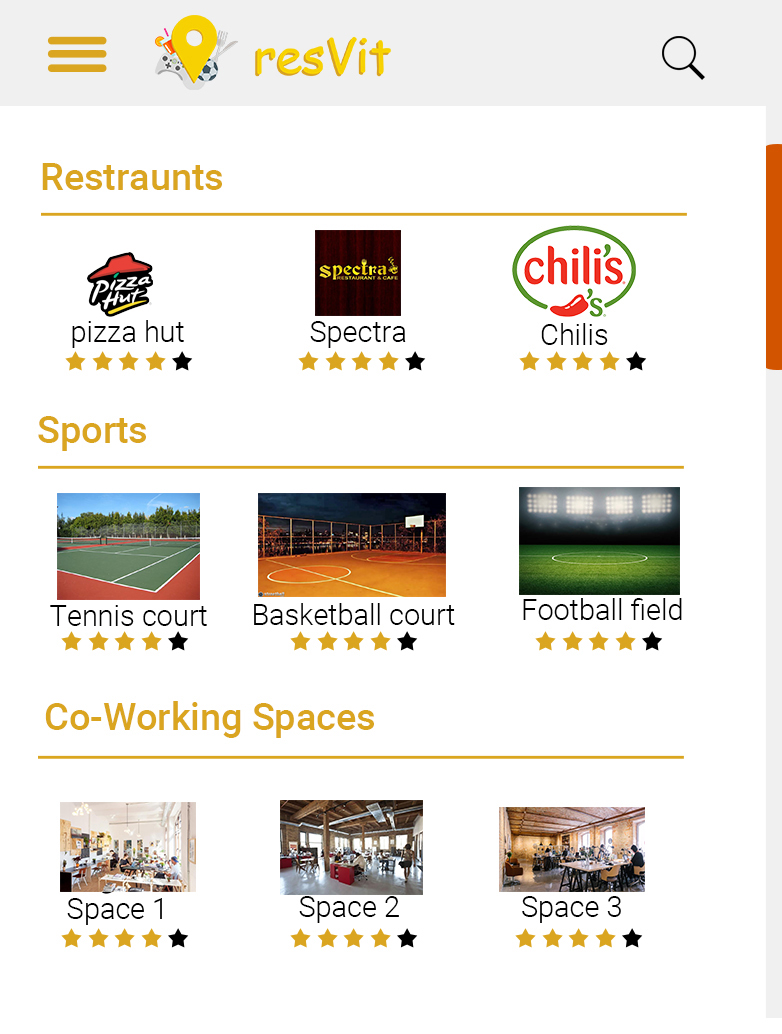 resVit
Restraunts
Pizza Hut
spectra
RESTAURANT & CAFE
chili's
's
pizza hut
Spectra
Chilis
Sports
Tennis court
Basketball court
Football field
Co-Working Spaces
Space 1
Space 2
Space 3